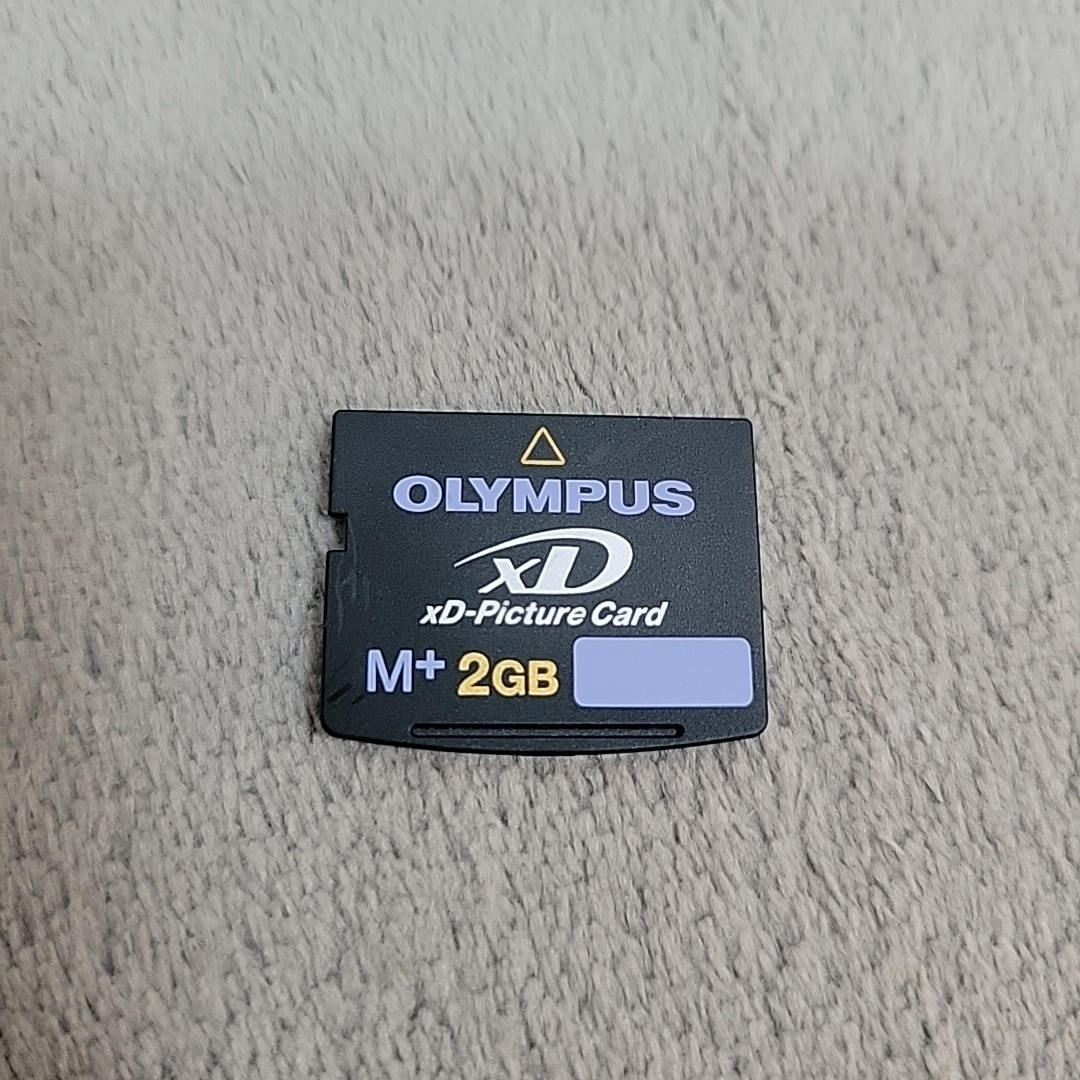 OLYMPUS
xD
xD-Picture Card
M+ 2GB